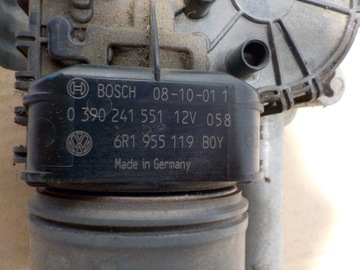 BOSCH 08-10-01 1
0 390 241 551 12V 058
6R1 955 119 BOY
Made in Germany